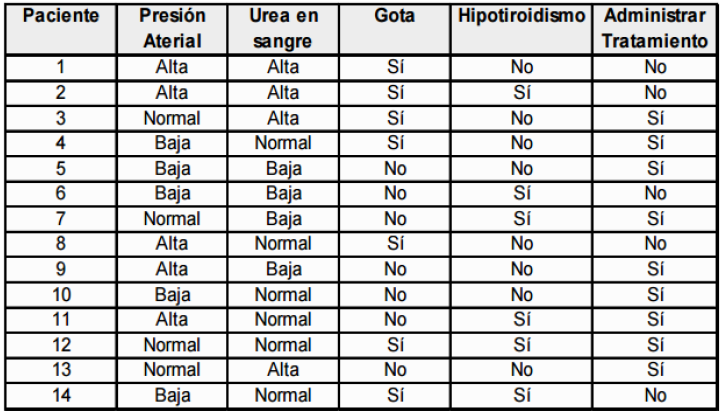 Paciente Presión Aterial Urea en sangre Gota Hipotiroidismo Administrar Tratamiento
1 Alta Alta Sí No No
2 Alta Alta Sí Sí No
3 Normal Alta Sí No Sí
4 Baja Normal Sí No Sí
5 Baja Baja No No Sí
6 Baja Baja No Sí No
7 Normal Baja No Sí Sí
8 Alta Normal Sí No No
9 Alta Baja No No Sí
10 Baja Normal No No Sí
11 Alta Normal No Sí Sí
12 Normal Normal Sí Sí Sí
13 Normal Alta No No Sí
14 Baja Normal Sí Sí No